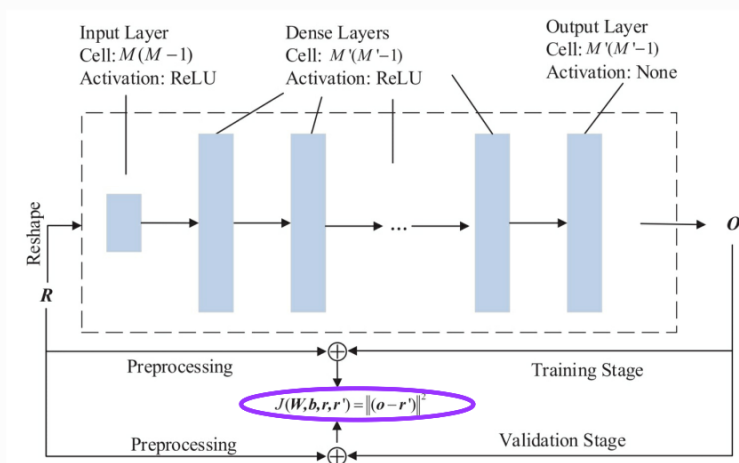 Input Layer
Cell: M(M−1)
Activation: ReLU
Dense Layers
Cell: M'(M'−1)
Activation: ReLU
Output Layer
Cell: M'(M'−1)
Activation: None
Reshape
R
...
O
Preprocessing
Training Stage
J(W,b,r,r')=‖(o−r')‖²
Preprocessing
Validation Stage